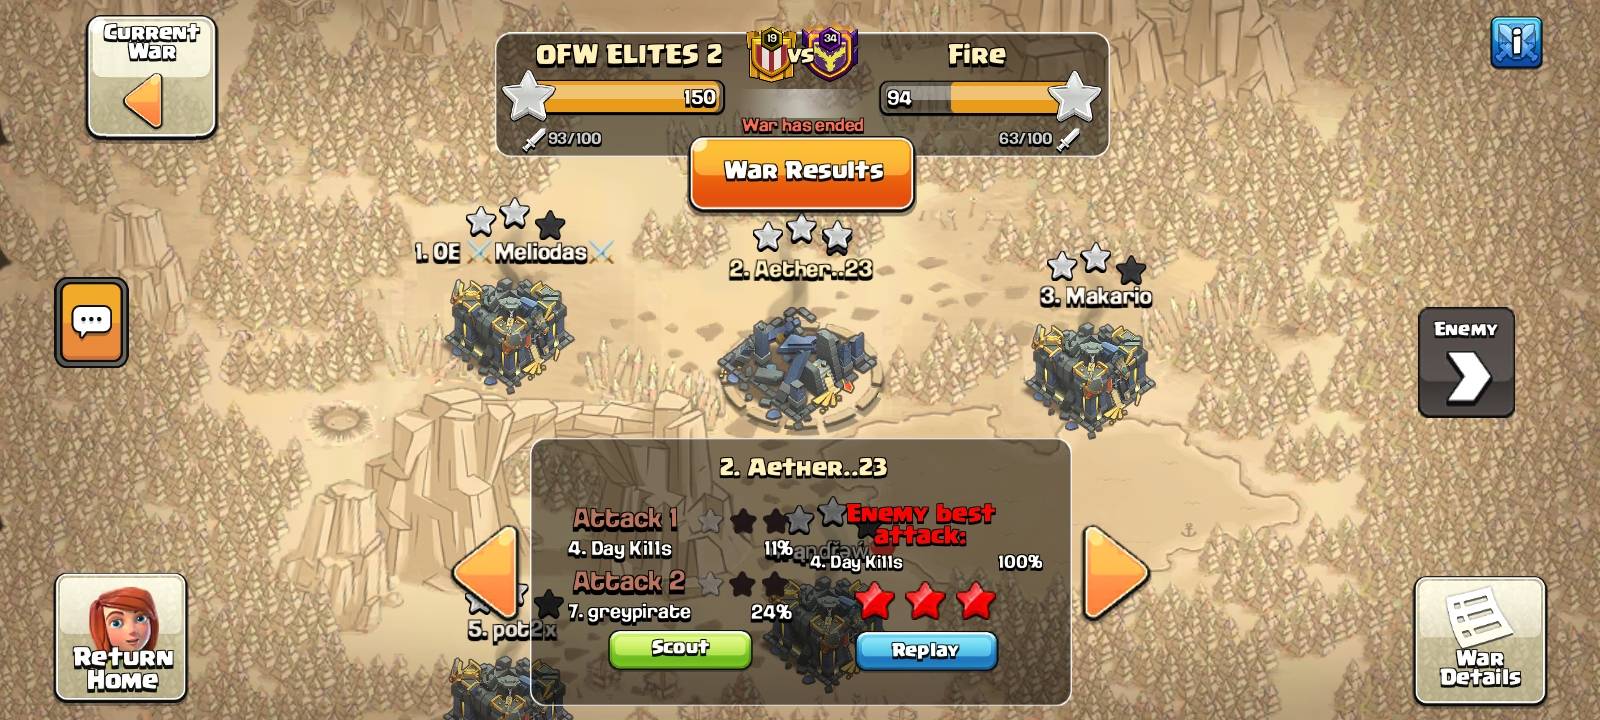 Current
War
OFW ELITES 2
19
vs
34
Fire
150
94
93/100
War has ended
63/100
War Results
1. OE ⚔Meliodas⚔
2. Aether..23
3. Makario
Enemy
2. Aether..23
Attack 1
4. Day Kills
11%
Attack 2
7. greypirate
24%
Enemy best
attack:
4. Day Kills
100%
5. pot2x
Scout
Replay
Return
Home
War
Details